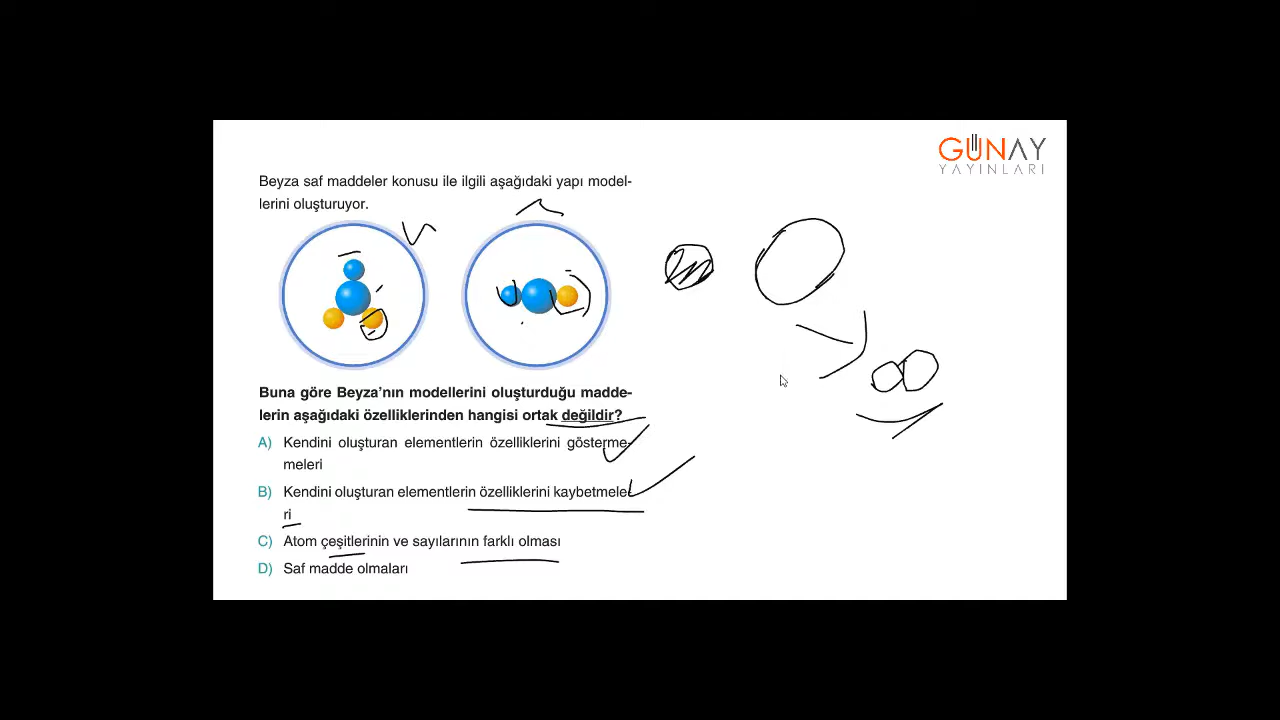 GÜNAY
YAYINLARI
Beyza saf maddeler konusu ile ilgili aşağıdaki yapı model-
lerini oluşturuyor.
Buna göre Beyza'nın modellerini oluşturduğu madde-
lerin aşağıdaki özelliklerinden hangisi ortak değildir?
A) Kendini oluşturan elementlerin özelliklerini gösterme-
meleri
B) Kendini oluşturan elementlerin özelliklerini kaybetmele-
ri
C) Atom çeşitlerinin ve sayılarının farklı olması
D) Saf madde olmaları